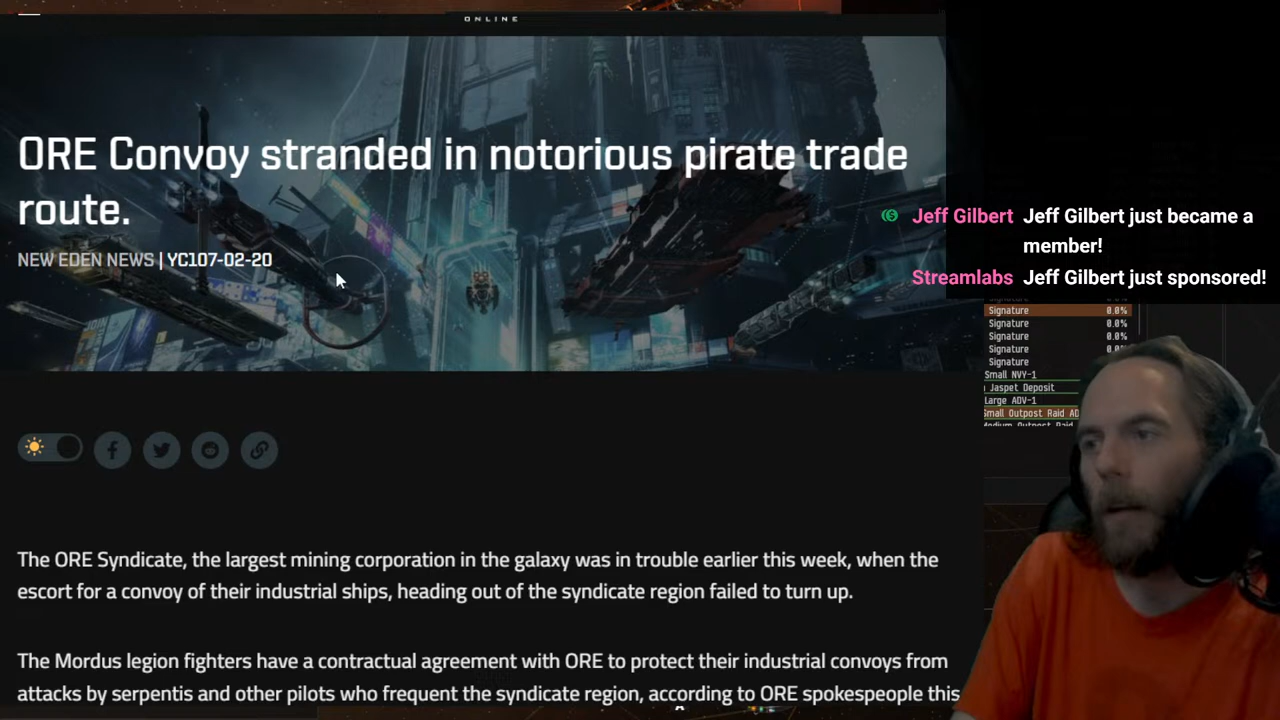 ONLINE
ORE Convoy stranded in notorious pirate trade
route.
NEW EDEN NEWS | YC107-02-20
Jeff Gilbert Jeff Gilbert just became a
member!
Streamlabs Jeff Gilbert just sponsored!
Signature 0.0%
Signature 0.0%
Signature 0.0%
Signature
Small NVY-1
Jaspet Deposit
Large ADV-1
Small Outpost Raid AD
Medium Outpost Raid
The ORE Syndicate, the largest mining corporation in the galaxy was in trouble earlier this week, when the
escort for a convoy of their industrial ships, heading out of the syndicate region failed to turn up.
The Mordus legion fighters have a contractual agreement with ORE to protect their industrial convoys from
attacks by serpentis and other pilots who frequent the syndicate region, according to ORE spokespeople this